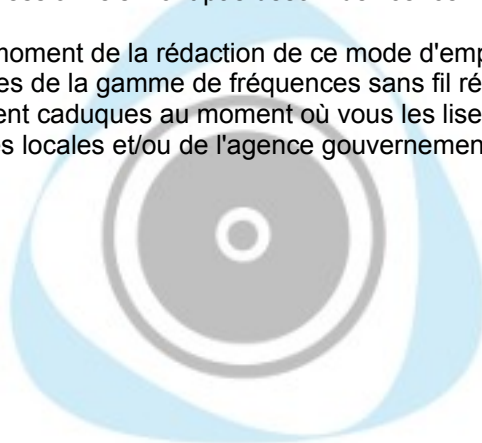 moment de la rédaction de ce mode d'emp
es de la gamme de fréquences sans fil ré
ent caduques au moment où vous les lise
es locales et/ou de l'agence gouvernemen